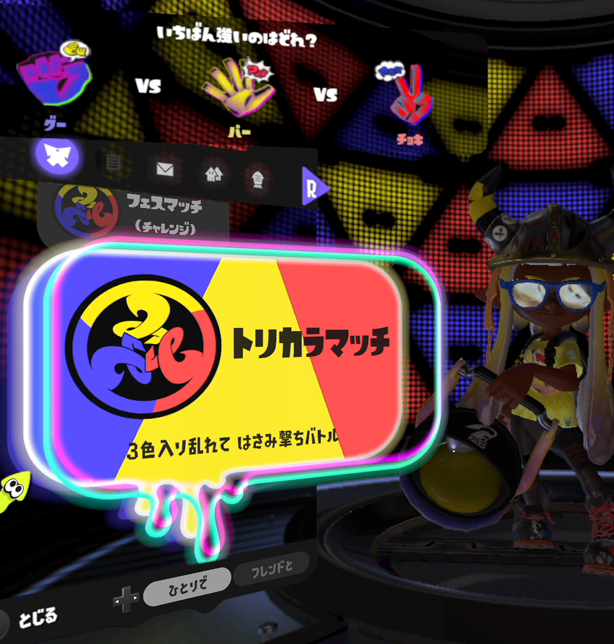 いちばん強いのはどれ?
グー VS パー VS チョキ
R
フェスマッチ
(チャレンジ)
トリカラマッチ
3色入り乱れて はさみ撃ちバトル
とじる ひとりで フレンドと